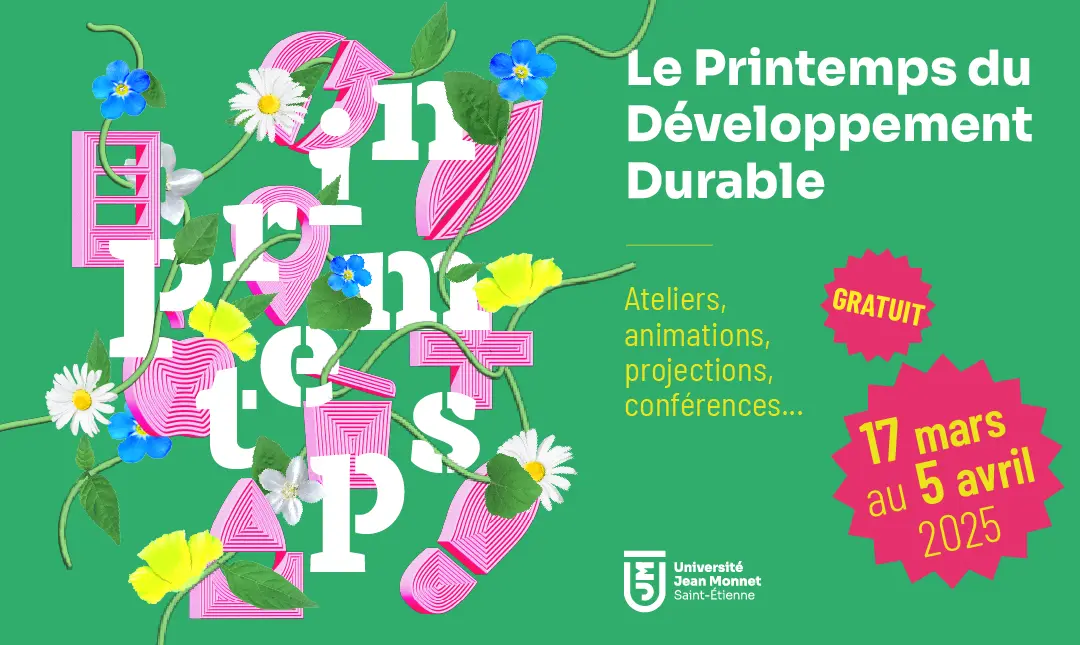 Printemps
Le Printemps du
Développement
Durable
Ateliers,
animations,
projections,
conférences...
GRATUIT
17 mars
au 5 avril
2025
UJM
Université
Jean Monnet
Saint-Étienne